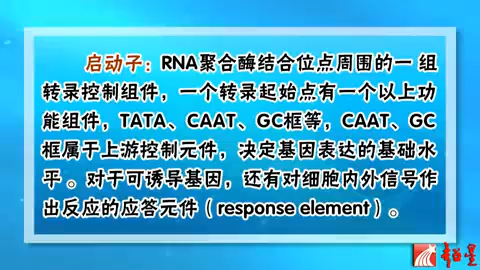 启动子：RNA聚合酶结合位点周围的一 组
转录控制组件，一个转录起始点有一个以上功
能组件，TATA、CAAT、GC框等，CAAT、GC
框属于上游控制元件，决定基因表达的基础水
平 。对于可诱导基因，还有对细胞内外信号作
出反应的应答元件（response element）。